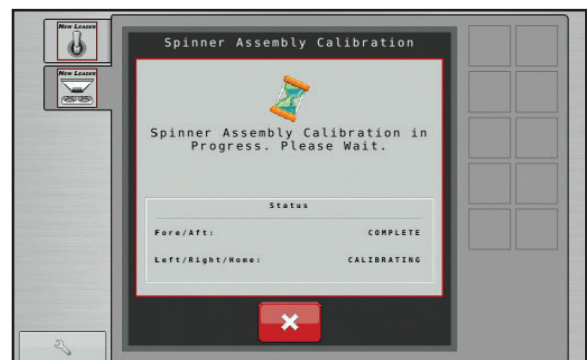 New Leader
New Leader
Spinner Assembly Calibration
Spinner Assembly Calibration in
Progress. Please Wait.
Status
Fore/Aft: COMPLETE
Left/Right/Home: CALIBRATING